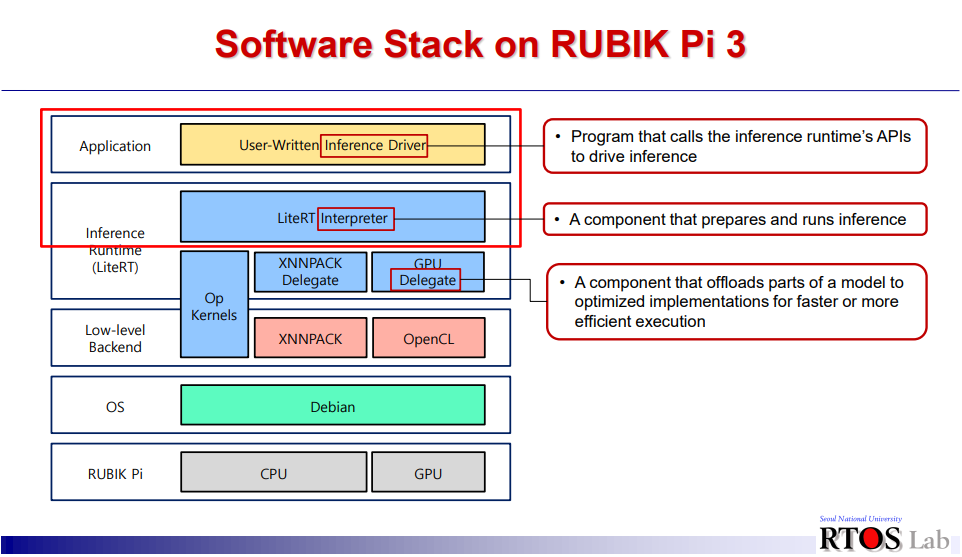 Software Stack on RUBIK Pi 3
Application
User-Written Inference Driver
• Program that calls the inference runtime's APIs
to drive inference
Inference
Runtime
(LiteRT)
LiteRT Interpreter
• A component that prepares and runs inference
Op
Kernels
XNNPACK
Delegate
GPU
Delegate
• A component that offloads parts of a model to
optimized implementations for faster or more
efficient execution
Low-level
Backend
XNNPACK
OpenCL
OS
Debian
RUBIK Pi
CPU
GPU
Seoul National University
RTOS Lab